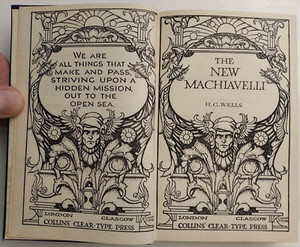 WE ARE
ALL THINGS THAT
MAKE AND PASS,
STRIVING UPON A
HIDDEN MISSION,
OUT TO THE
OPEN SEA.
LONDON GLASGOW
COLLINS' CLEAR-TYPE PRESS
THE
NEW
MACHIAVELLI
H. G. WELLS
LONDON GLASGOW
COLLINS' CLEAR-TYPE PRESS